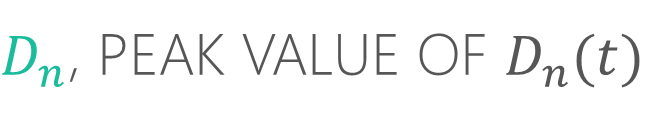 Dₙ, PEAK VALUE OF Dₙ(t)